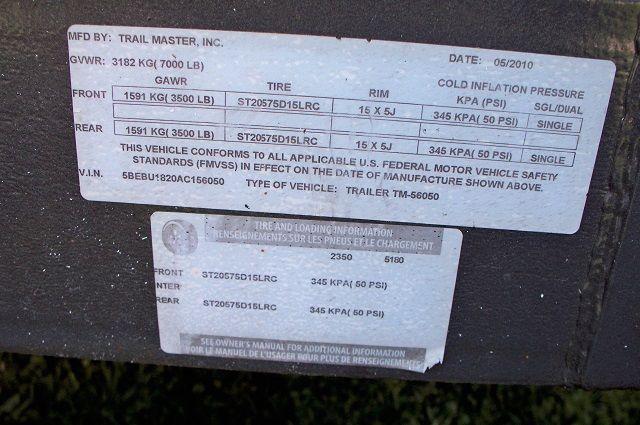 MFD BY: TRAIL MASTER, INC.
DATE: 05/2010
GVWR: 3182 KG( 7000 LB)
GAWR TIRE RIM COLD INFLATION PRESSURE
KPA (PSI) SGL/DUAL
FRONT 1591 KG( 3500 LB) ST20575D15LRC 15 X 5J 345 KPA( 50 PSI) SINGLE
REAR 1591 KG( 3500 LB) ST20575D15LRC 15 X 5J 345 KPA( 50 PSI) SINGLE
THIS VEHICLE CONFORMS TO ALL APPLICABLE U.S. FEDERAL MOTOR VEHICLE SAFETY
STANDARDS (FMVSS) IN EFFECT ON THE DATE OF MANUFACTURE SHOWN ABOVE.
V.I.N. 5BEBU1820AC156050 TYPE OF VEHICLE: TRAILER TM-56050
TIRE AND LOADING INFORMATION
RENSEIGNEMENTS SUR LES PNEUS ET LE CHARGEMENT
2350 5180
FRONT ST20575D15LRC 345 KPA( 50 PSI)
NTER
REAR ST20575D15LRC 345 KPA( 50 PSI)
SEE OWNER'S MANUAL FOR ADDITIONAL INFORMATION
VOIR LE MANUEL DE L'USAGER POUR PLUS DE RENSEIGNEMENTS